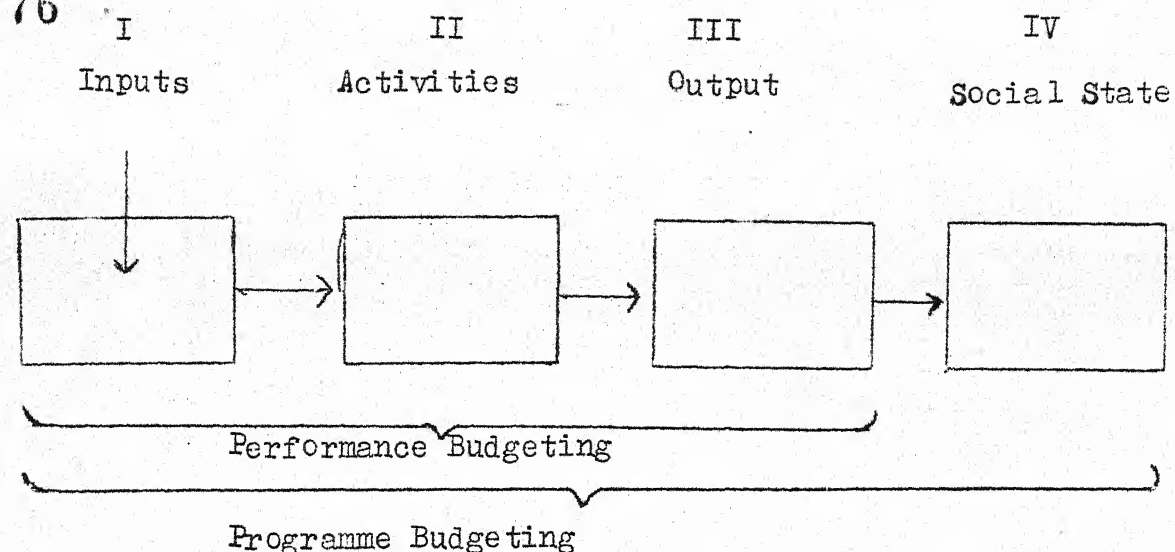 76
I II III IV
Inputs Activities Output Social State
Performance Budgeting
Programme Budgeting